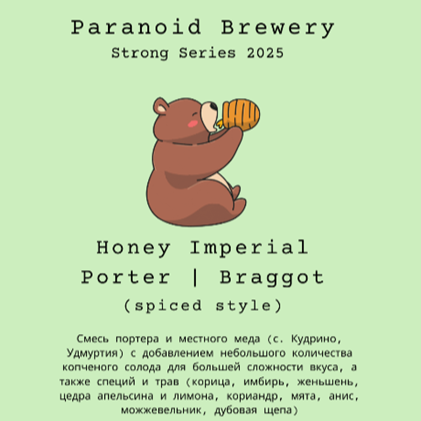 Paranoid Brewery
Strong Series 2025
Honey Imperial
Porter | Braggot
(spiced style)
Смесь портера и местного меда (с. Кудрино,
Удмуртия) с добавлением небольшого количества
копченого солода для большей сложности вкуса, а
также специй и трав (корица, имбирь, женьшень,
цедра апельсина и лимона, кориандр, мята, анис,
можжевельник, дубовая щепа)